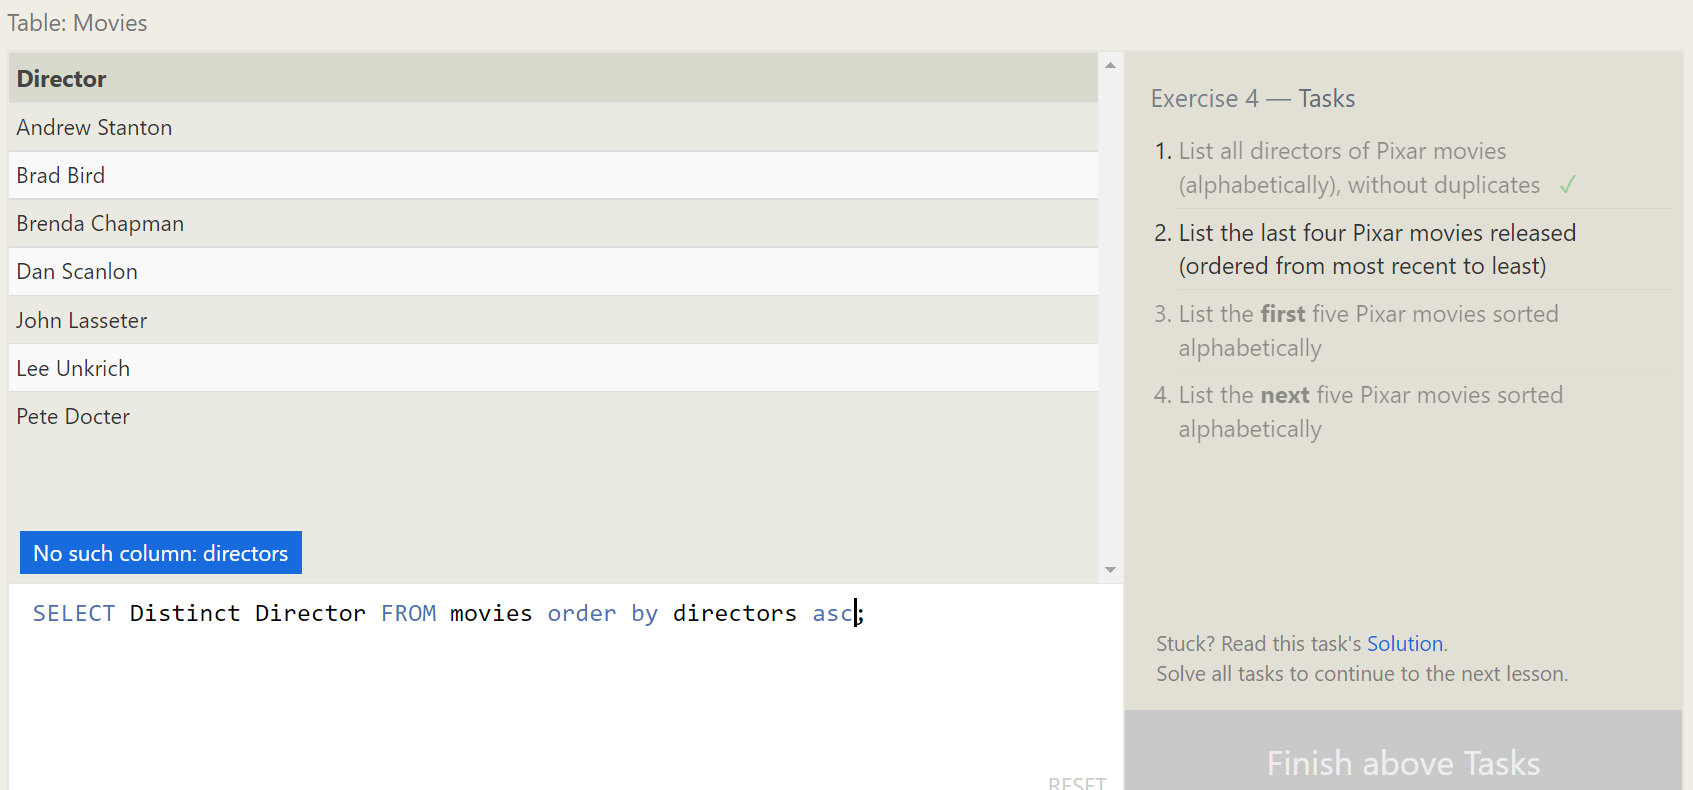 Table: Movies
Director
Andrew Stanton
Brad Bird
Brenda Chapman
Dan Scanlon
John Lasseter
Lee Unkrich
Pete Docter
No such column: directors
SELECT Distinct Director FROM movies order by directors asc;
RESET
Exercise 4 — Tasks
1. List all directors of Pixar movies
(alphabetically), without duplicates ✓
2. List the last four Pixar movies released
(ordered from most recent to least)
3. List the first five Pixar movies sorted
alphabetically
4. List the next five Pixar movies sorted
alphabetically
Stuck? Read this task's Solution.
Solve all tasks to continue to the next lesson.
Finish above Tasks